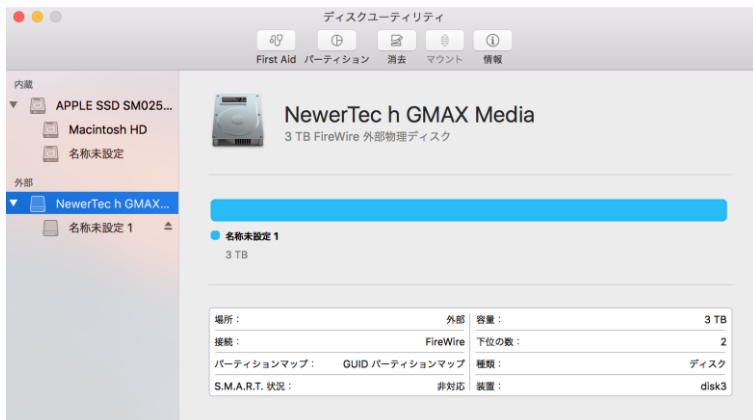 ディスクユーティリティ
First Aid パーティション 消去 マウント 情報
内蔵
APPLE SSD SM025...
Macintosh HD
名称未設定
外部
NewerTec h GMAX...
名称未設定 1
NewerTec h GMAX Media
3 TB FireWire 外部物理ディスク
名称未設定 1
3 TB
場所： 外部 容量： 3 TB
接続： FireWire 下位の数： 2
パーティションマップ： GUID パーティションマップ 種類： ディスク
S.M.A.R.T. 状況： 非対応 装置： disk3